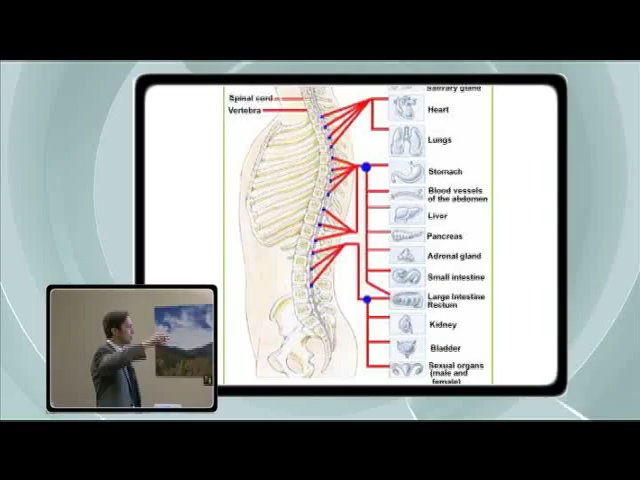 Salivary gland
Spinal cord
Vertebra
Heart
Lungs
Stomach
Blood vessels
of the abdomen
Liver
Pancreas
Adrenal gland
Small intestine
Large Intestine
Rectum
Kidney
Bladder
Sexual organs
(male and
female)